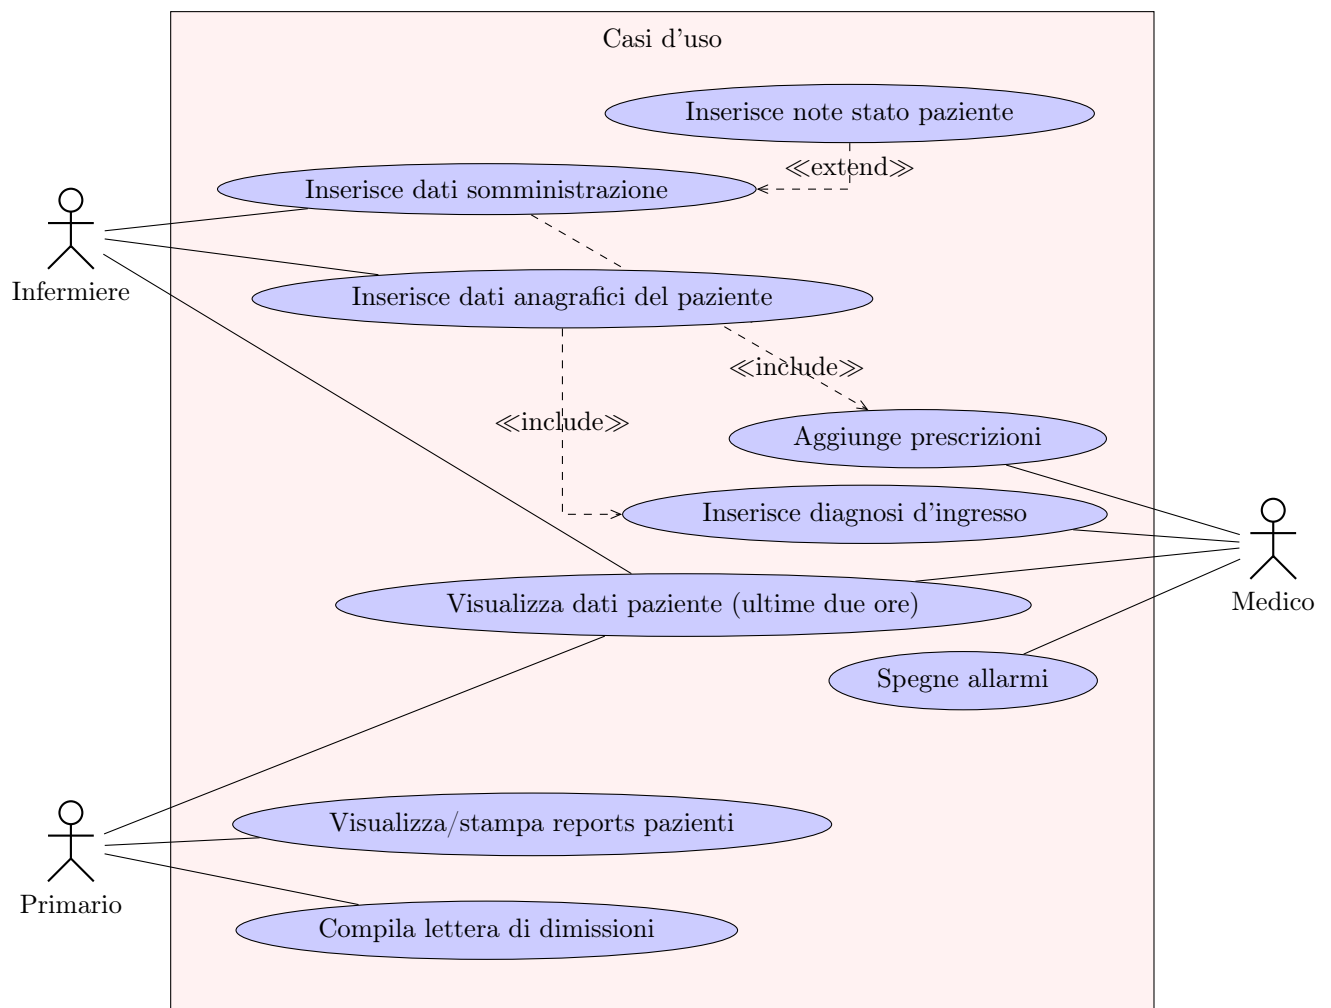 Casi d'uso
Inserisce note stato paziente
≪extend≫
Inserisce dati somministrazione
Infermiere
Inserisce dati anagrafici del paziente
≪include≫
≪include≫
Aggiunge prescrizioni
Inserisce diagnosi d'ingresso
Medico
Visualizza dati paziente (ultime due ore)
Spegne allarmi
Visualizza/stampa reports pazienti
Primario
Compila lettera di dimissioni